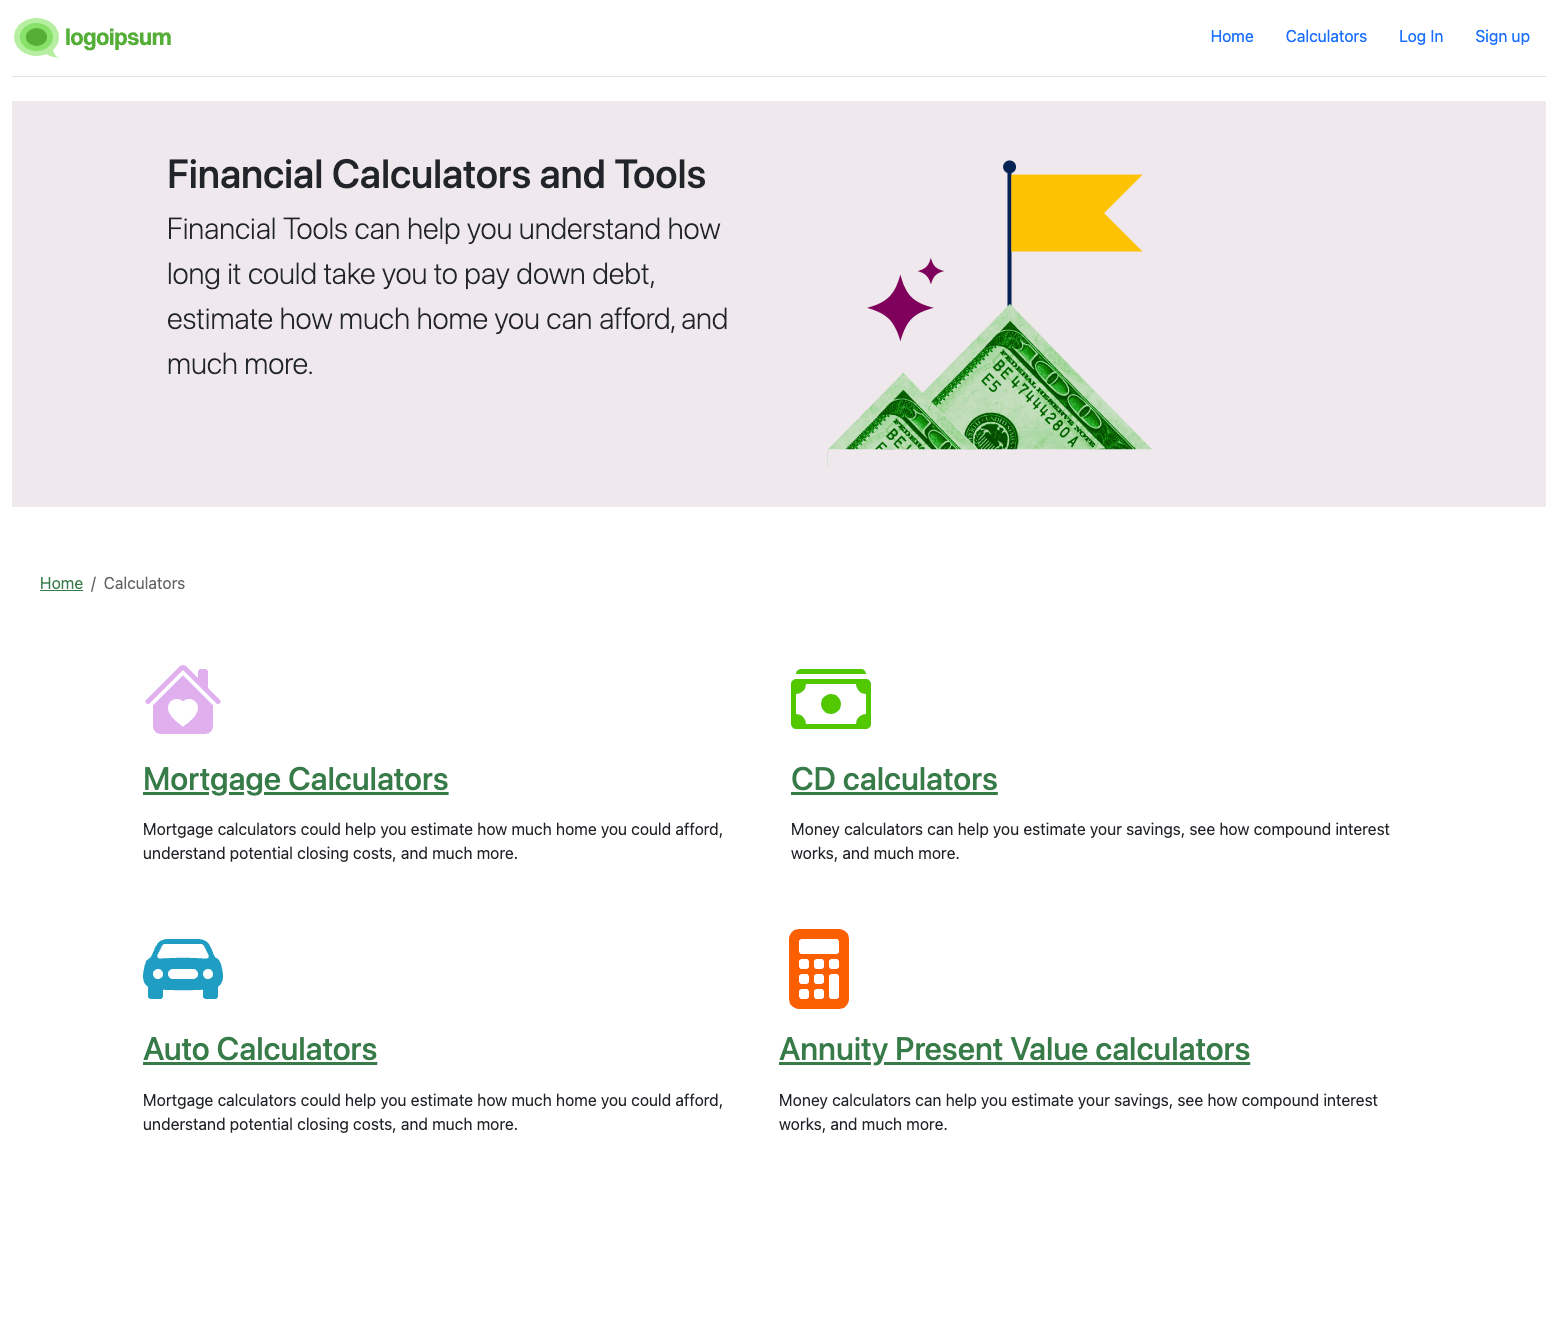 logoipsum
Home
Calculators
Log In
Sign up
Financial Calculators and Tools
Financial Tools can help you understand how
long it could take you to pay down debt,
estimate how much home you can afford, and
much more.
FEDERAL RESERVE NOTE
BE 47444280 A
E5
BE
Home / Calculators
Mortgage Calculators
Mortgage calculators could help you estimate how much home you could afford,
understand potential closing costs, and much more.
CD calculators
Money calculators can help you estimate your savings, see how compound interest
works, and much more.
Auto Calculators
Mortgage calculators could help you estimate how much home you could afford,
understand potential closing costs, and much more.
Annuity Present Value calculators
Money calculators can help you estimate your savings, see how compound interest
works, and much more.